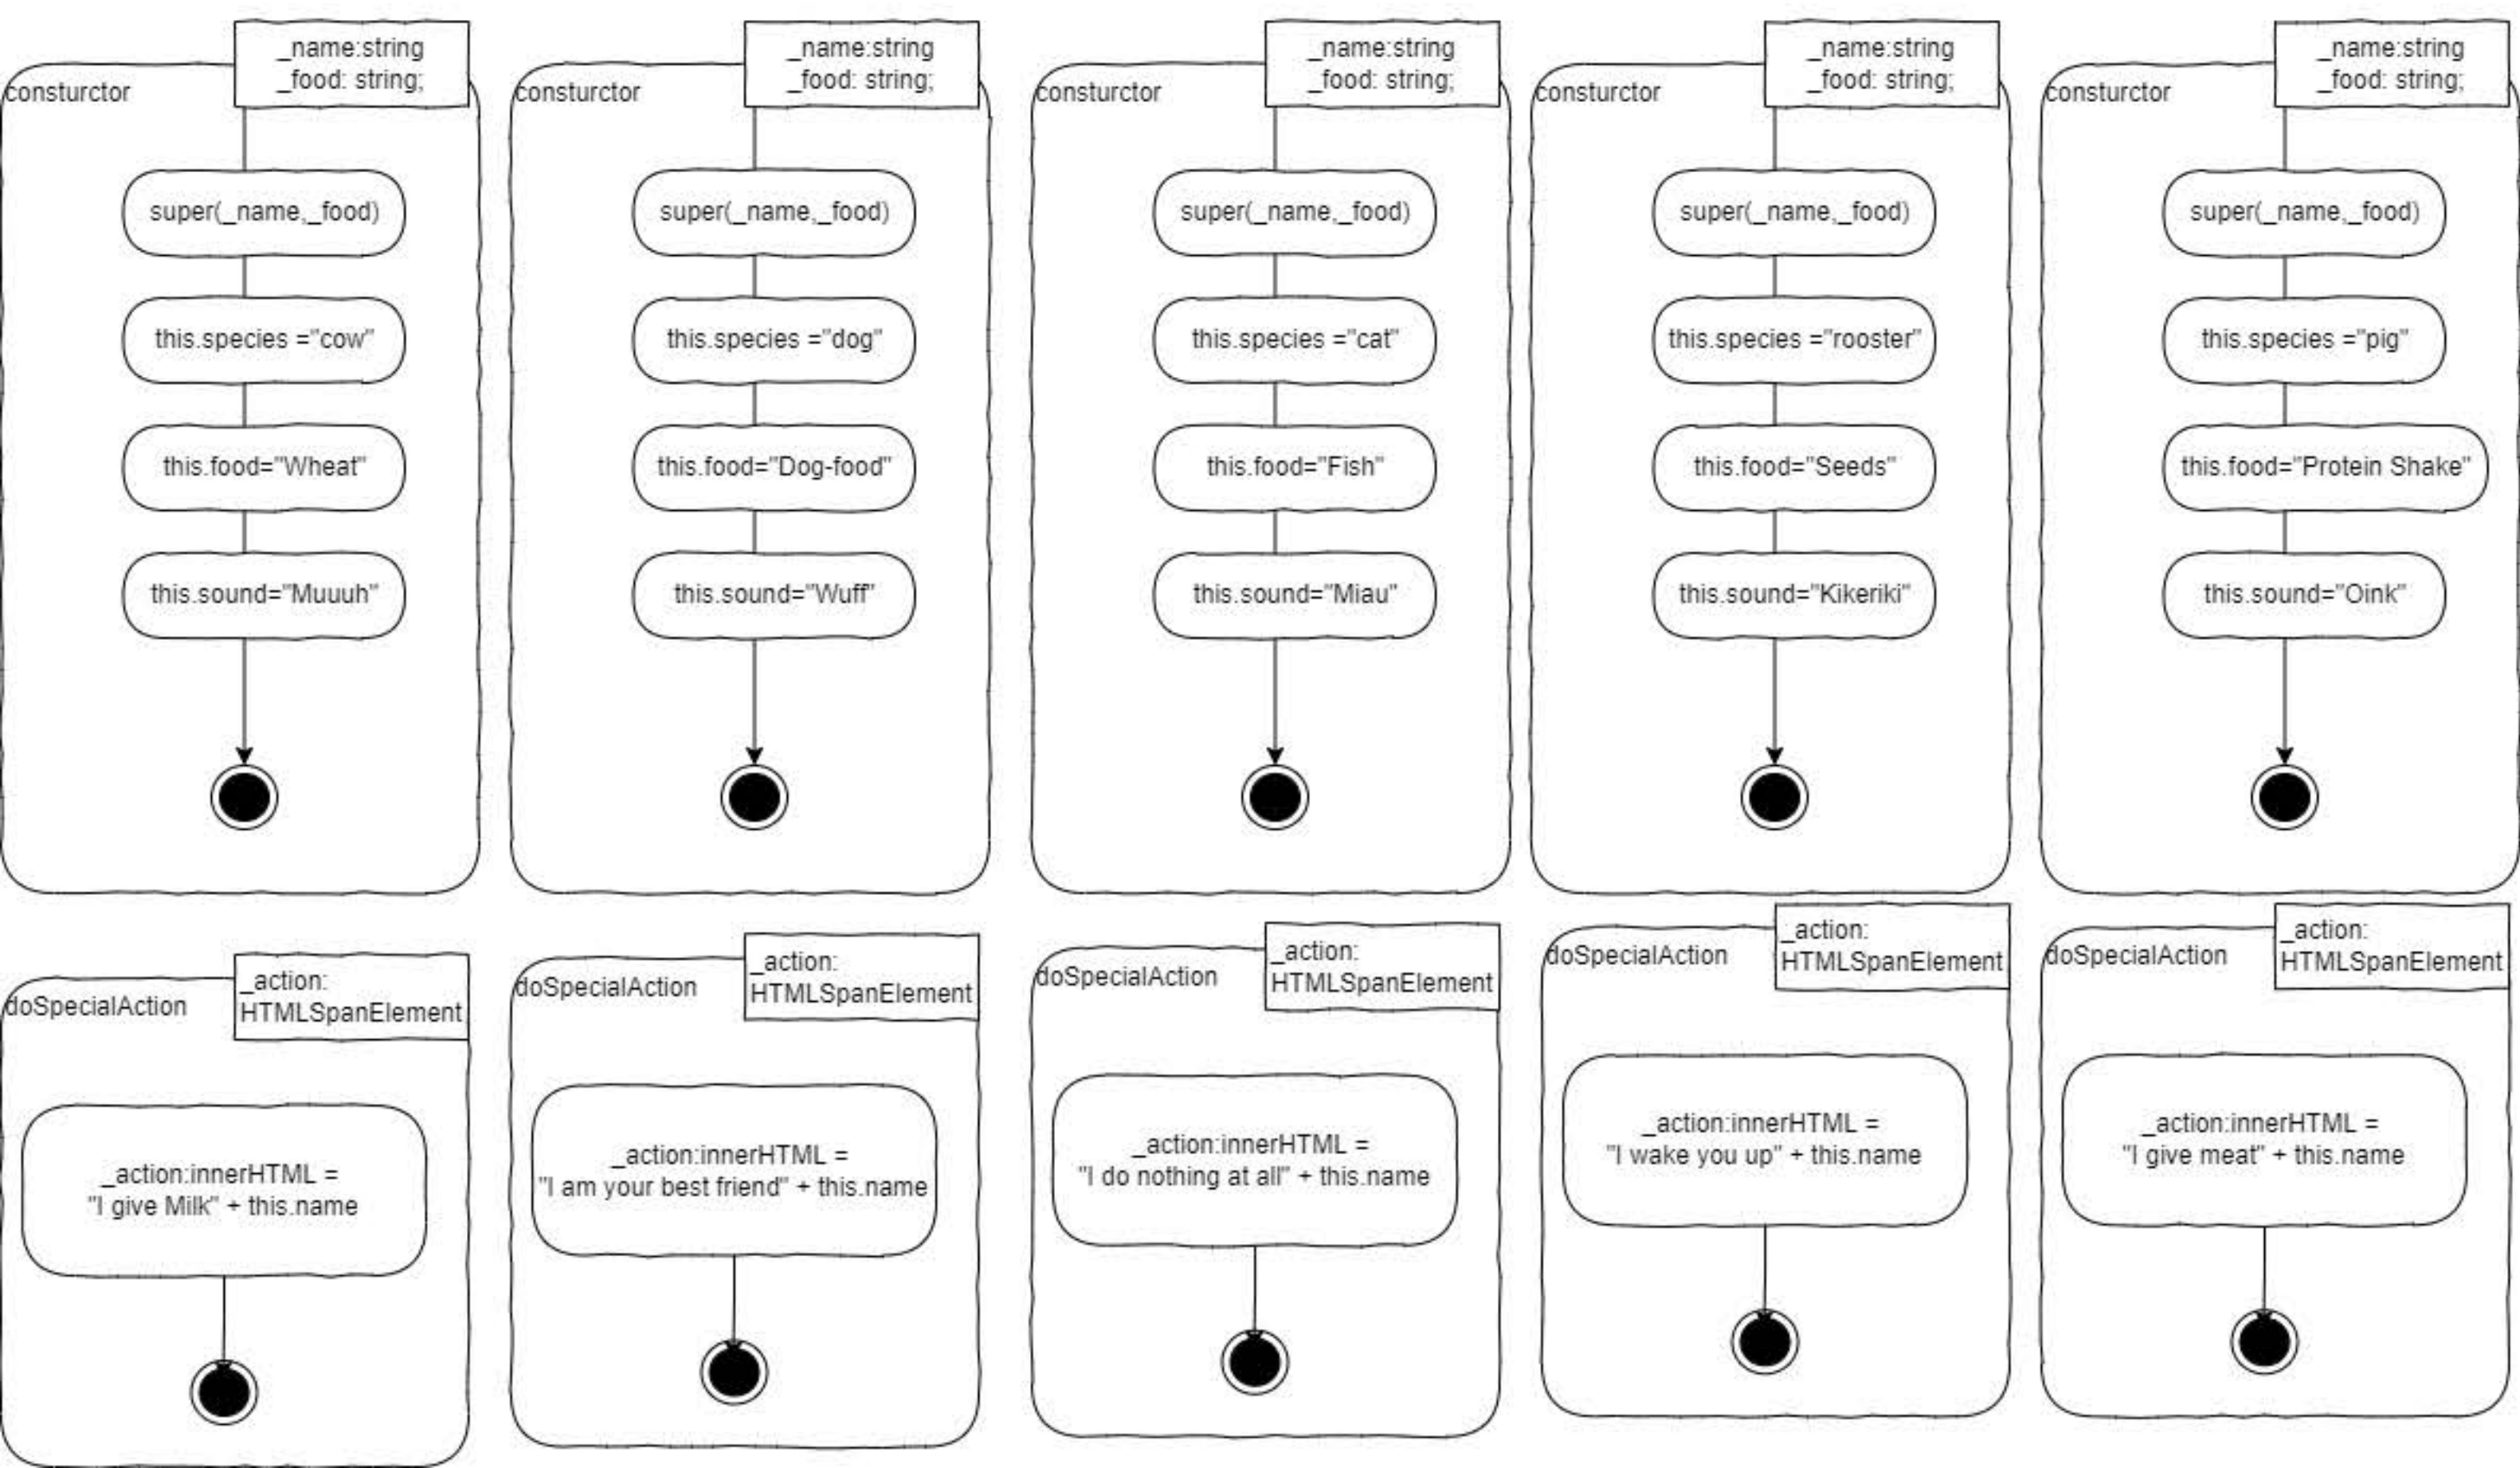 _name:string
_food: string;
consturctor
super(_name,_food)
this.species ="cow"
this.food="Wheat"
this.sound="Muuuh"
_name:string
_food: string;
consturctor
super(_name,_food)
this.species ="dog"
this.food="Dog-food"
this.sound="Wuff"
_name:string
_food: string;
consturctor
super(_name,_food)
this.species ="cat"
this.food="Fish"
this.sound="Miau"
_name:string
_food: string;
consturctor
super(_name,_food)
this.species ="rooster"
this.food="Seeds"
this.sound="Kikeriki"
_name:string
_food: string;
consturctor
super(_name,_food)
this.species ="pig"
this.food="Protein Shake"
this.sound="Oink"
_action:
HTMLSpanElement
doSpecialAction
_action:innerHTML =
"I give Milk" + this.name
_action:
HTMLSpanElement
doSpecialAction
_action:innerHTML =
"I am your best friend" + this.name
_action:
HTMLSpanElement
doSpecialAction
_action:innerHTML =
"I do nothing at all" + this.name
_action:
HTMLSpanElement
doSpecialAction
_action:innerHTML =
"I wake you up" + this.name
_action:
HTMLSpanElement
doSpecialAction
_action:innerHTML =
"I give meat" + this.name